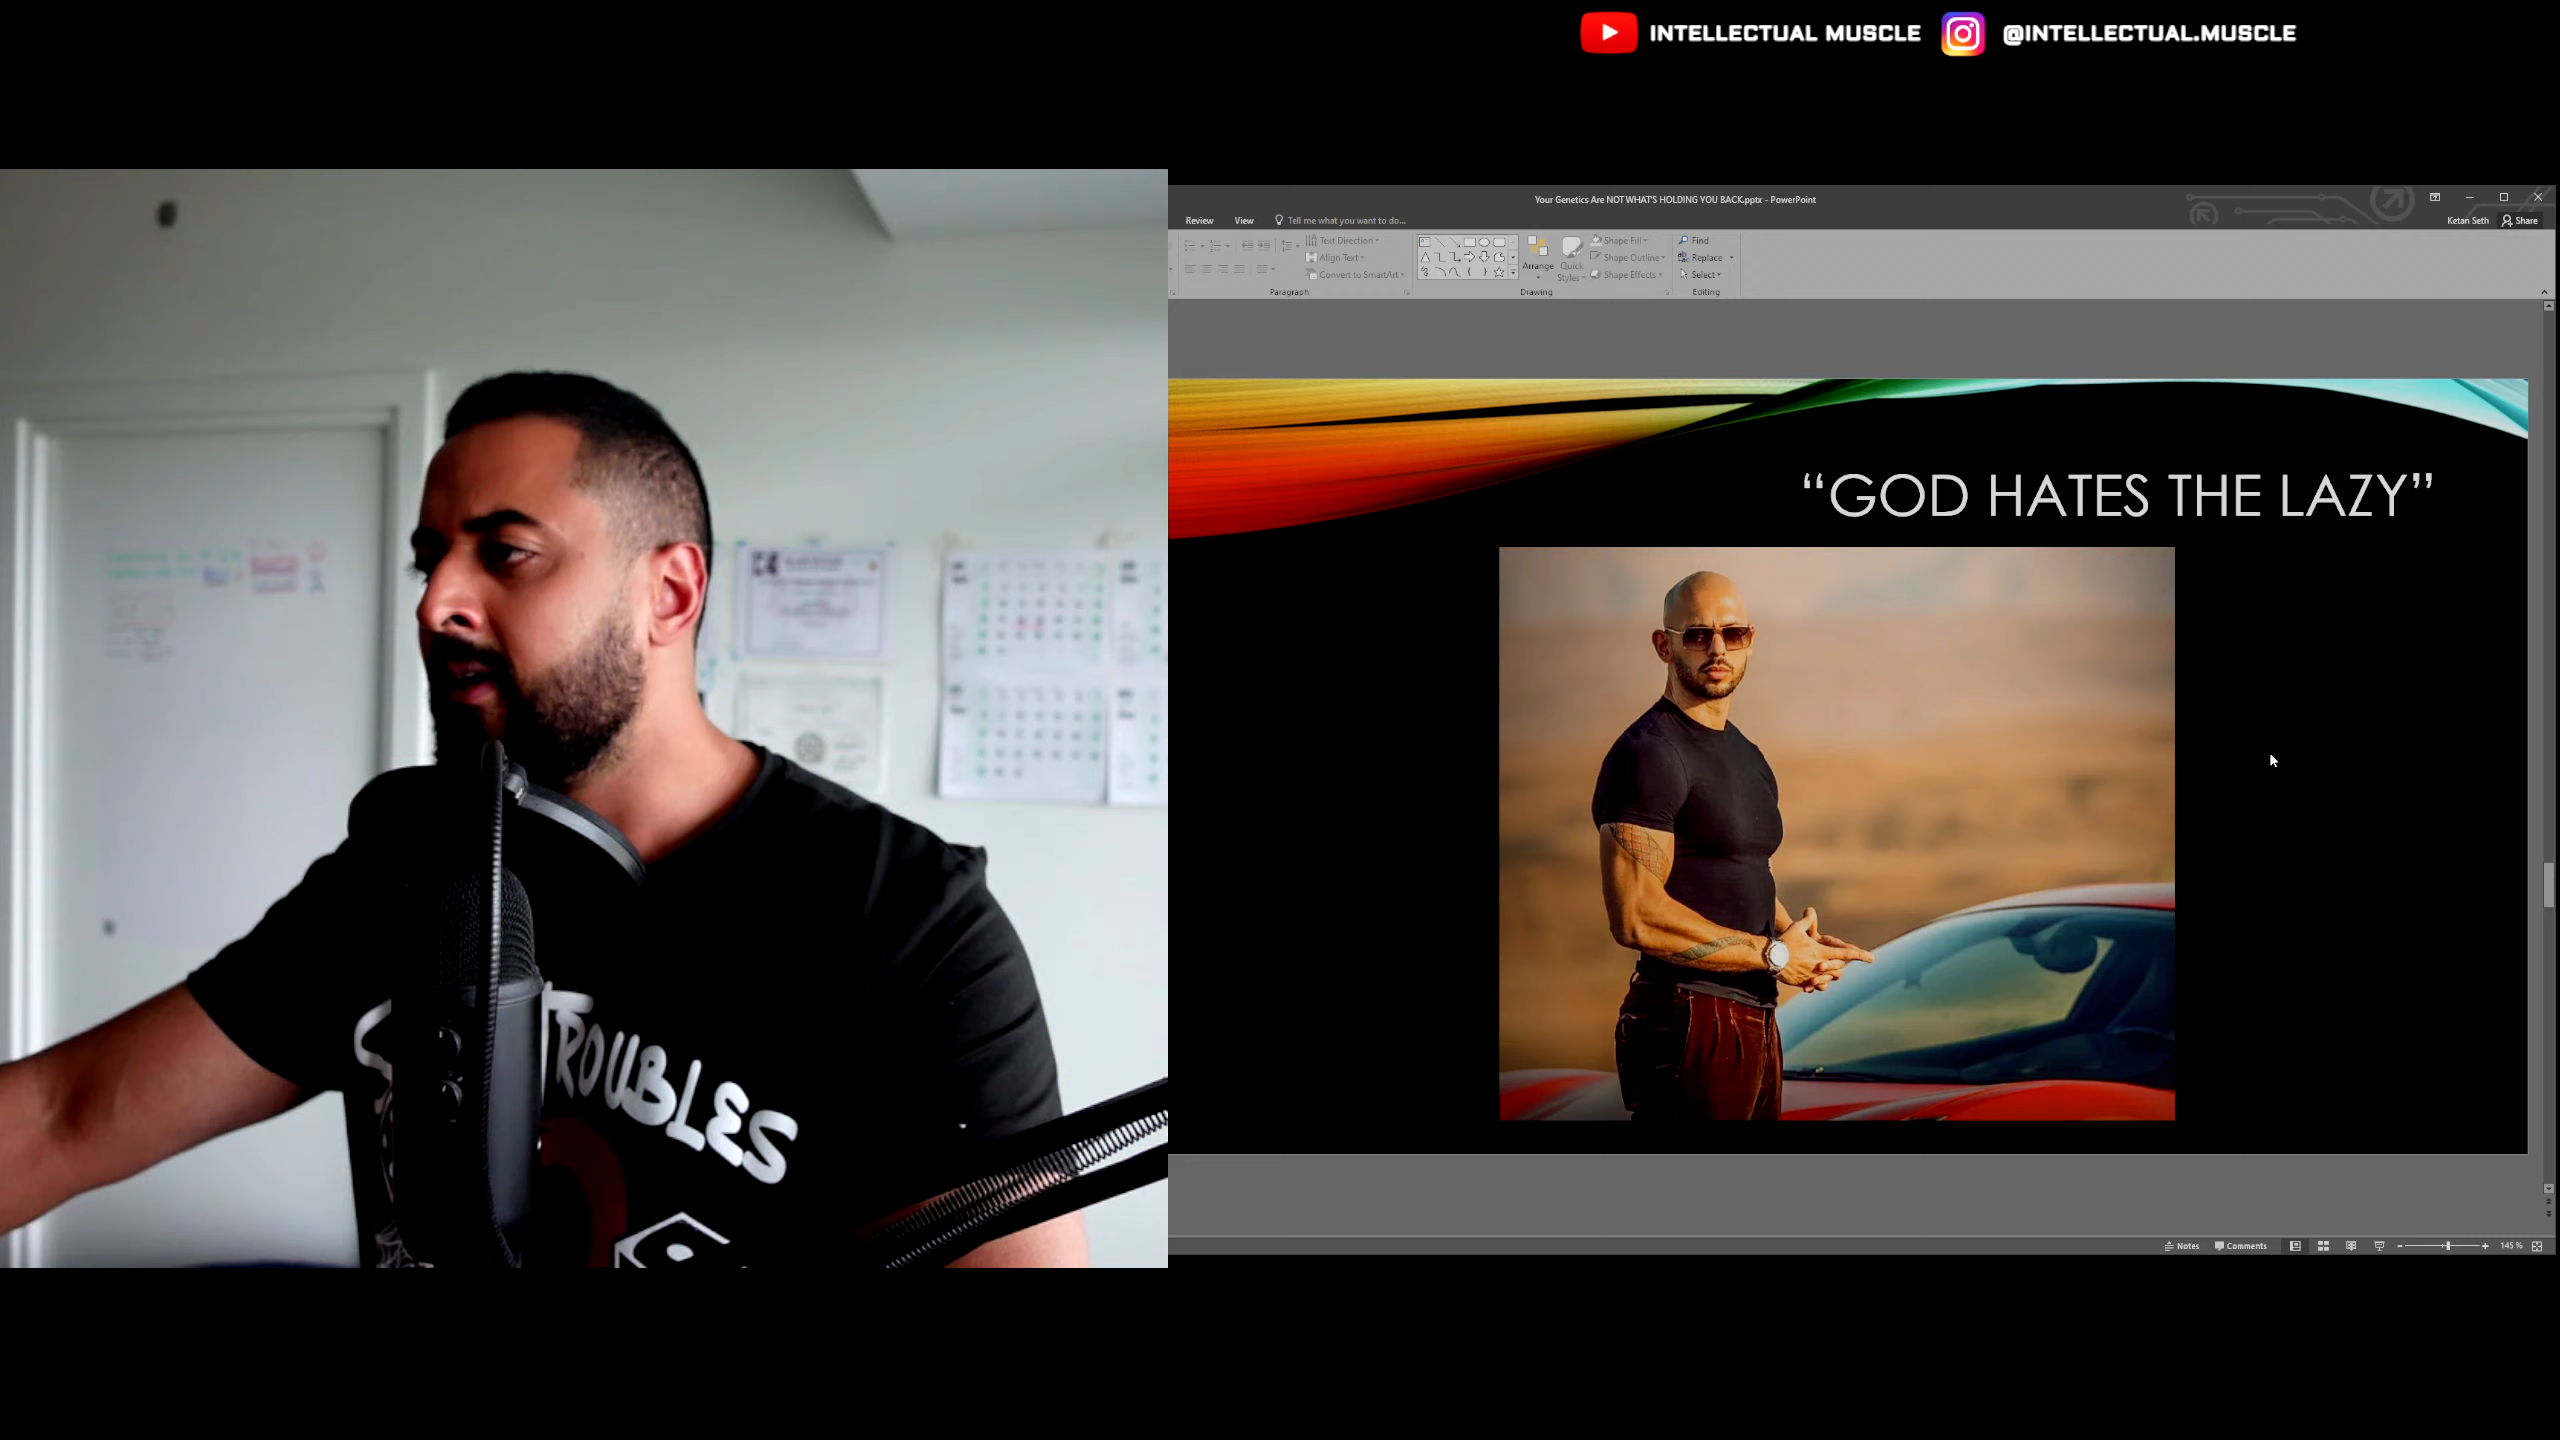 INTELLECTUAL MUSCLE @INTELLECTUAL.MUSCLE
Your Genetics Are NOT WHAT'S HOLDING YOU BACK.pptx - PowerPoint
Review View Tell me what you want to do... Ketan Seth Share
Text Direction
Align Text
Convert to SmartArt
Paragraph
Arrange
Quick
Styles
Shape Fill
Shape Outline
Shape Effects
Drawing
Find
Replace
Select
Editing
“GOD HATES THE LAZY”
TROUBLES
Notes Comments 145 %